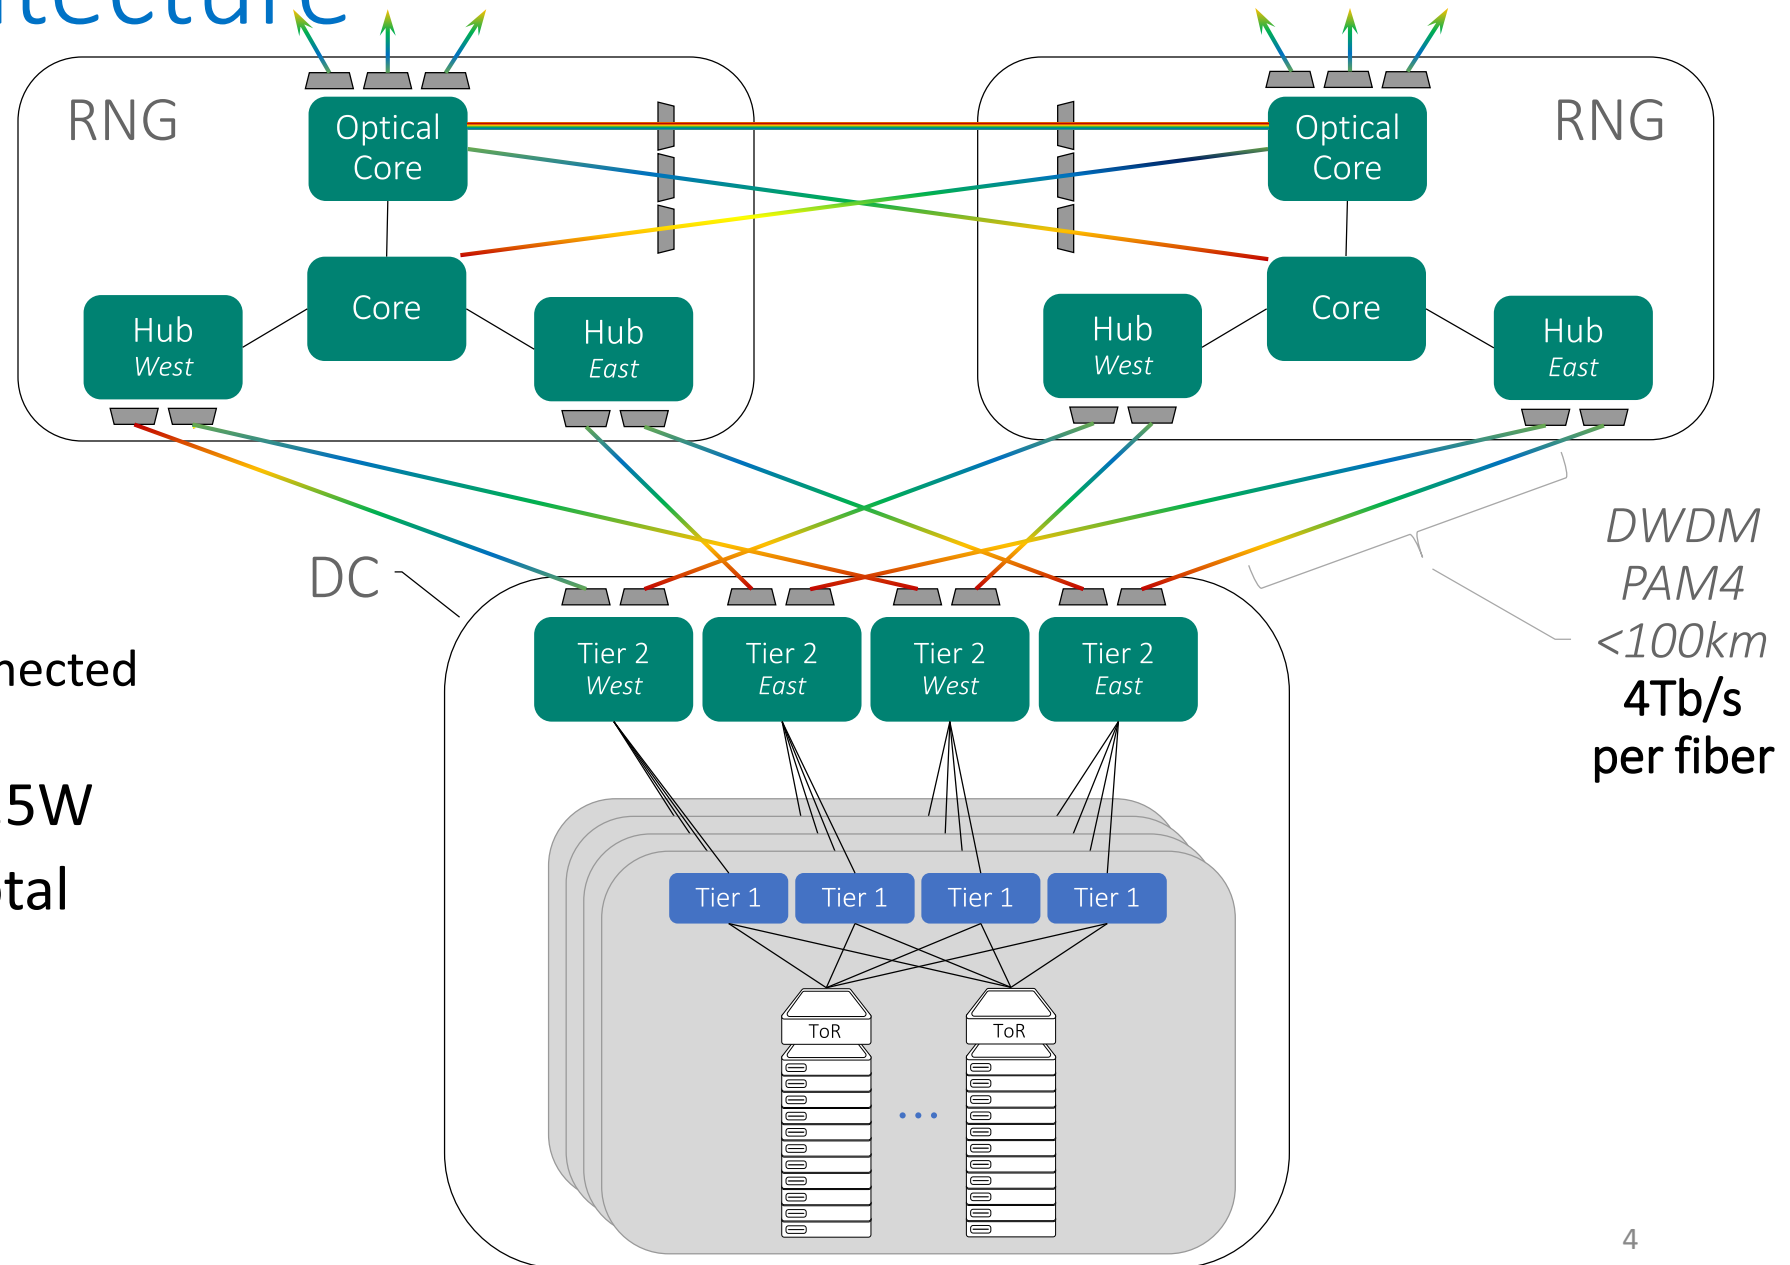 RNG
Optical
Core
Core
Hub
West
Hub
East
RNG
Optical
Core
Core
Hub
West
Hub
East
DWDM
PAM4
<100km
4Tb/s
per fiber
DC
Tier 2
West
Tier 2
East
Tier 2
West
Tier 2
East
Tier 1
Tier 1
Tier 1
Tier 1
ToR
ToR
...
5W
4